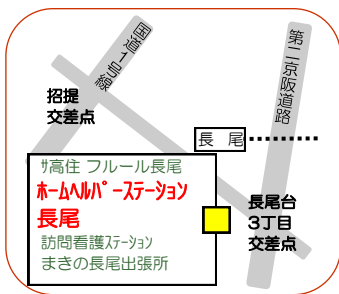 国道1号線
第二京阪道路
招提
交差点
長 尾
サ高住 フルール長尾
ホームヘルパーステーション
長尾
訪問看護ステーション
まきの長尾出張所
長尾台
3丁目
交差点